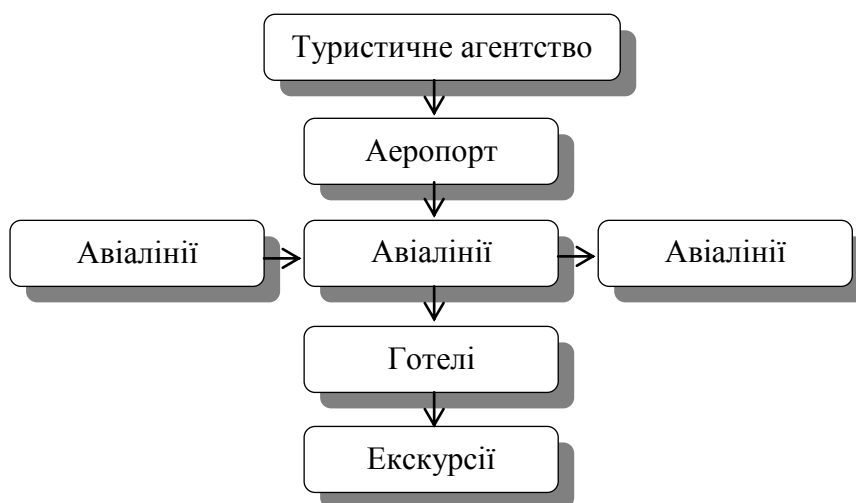 Туристичне агентство
Аеропорт
Авіалінії
Авіалінії
Авіалінії
Готелі
Екскурсії